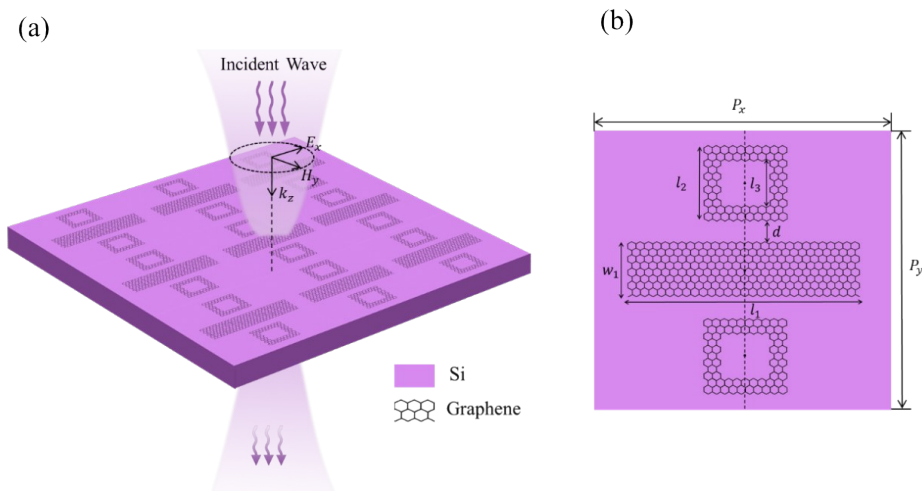 (a)
Incident Wave
E_x
H_y
k_z
Si
Graphene
(b)
P_x
l_2
l_3
d
w_1
P_y
l_1